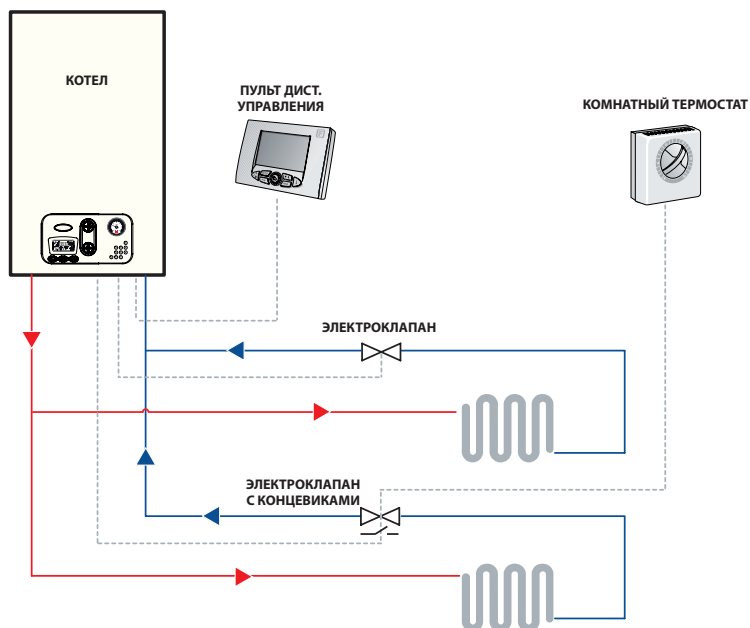 КОТЕЛ
ПУЛЬТ ДИСТ.
УПРАВЛЕНИЯ
КОМНАТНЫЙ ТЕРМОСТАТ
ЭЛЕКТРОКЛАПАН
ЭЛЕКТРОКЛАПАН
С КОНЦЕВИКАМИ